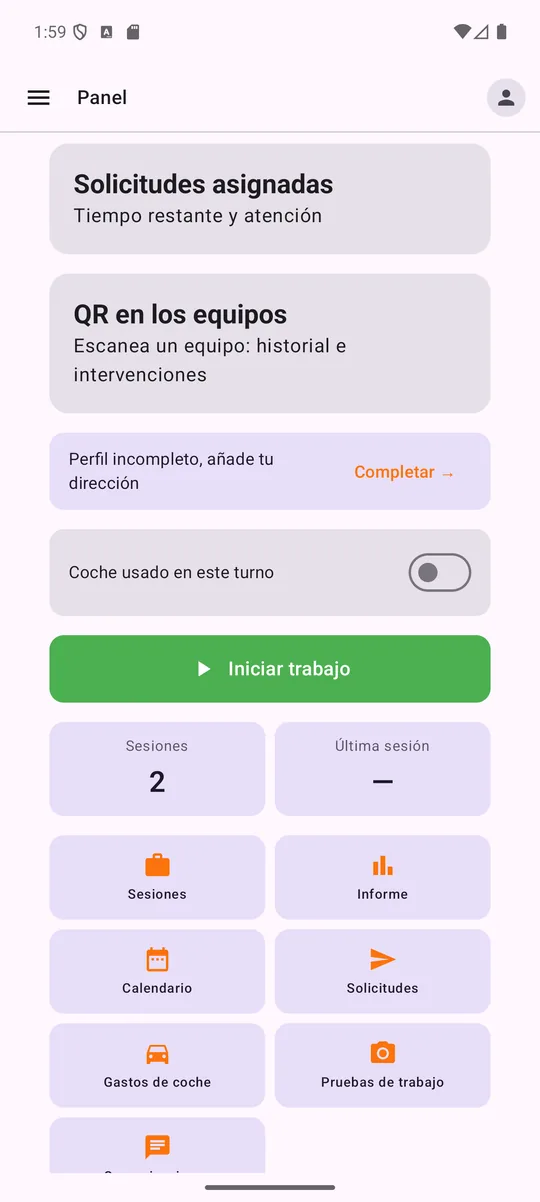 1:59
Panel
Solicitudes asignadas
Tiempo restante y atención
QR en los equipos
Escanea un equipo: historial e
intervenciones
Perfil incompleto, añade tu
dirección
Completar →
Coche usado en este turno
Iniciar trabajo
Sesiones
2
Última sesión
—
Sesiones
Informe
Calendario
Solicitudes
Gastos de coche
Pruebas de trabajo